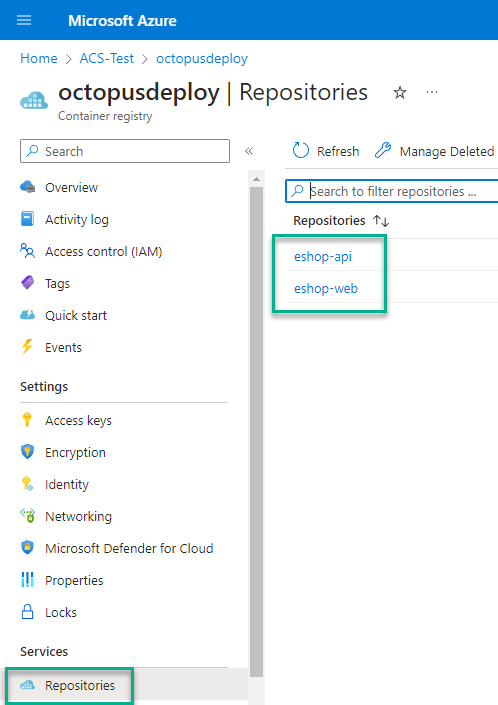 Microsoft Azure
Home > ACS-Test > octopusdeploy
octopusdeploy | Repositories
Container registry
Search
Overview
Activity log
Access control (IAM)
Tags
Quick start
Events
Settings
Access keys
Encryption
Identity
Networking
Microsoft Defender for Cloud
Properties
Locks
Services
Repositories
Refresh
Manage Deleted
Search to filter repositories ...
Repositories
eshop-api
eshop-web